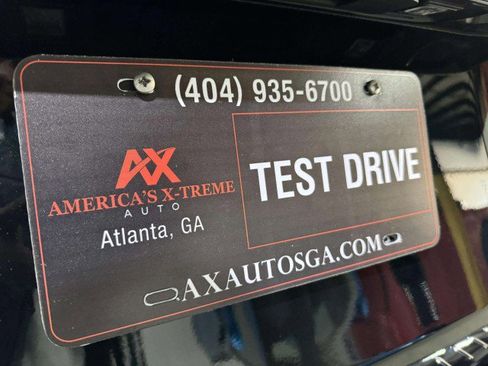 (404) 935-6700
AX
AMERICA'S X-TREME
AUTO
Atlanta, GA
TEST DRIVE
AXAUTOSGA.COM